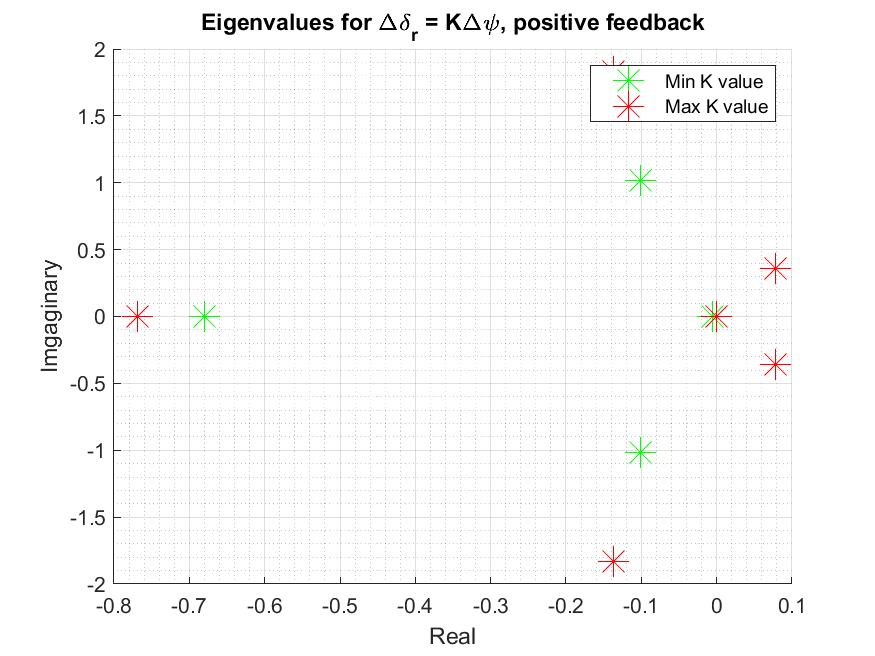 Eigenvalues for Δδr = KΔψ, positive feedback
2
1.5
1
0.5
0
-0.5
-1
-1.5
-2
Imgaginary
Min K value
Max K value
-0.8 -0.7 -0.6 -0.5 -0.4 -0.3 -0.2 -0.1 0 0.1
Real